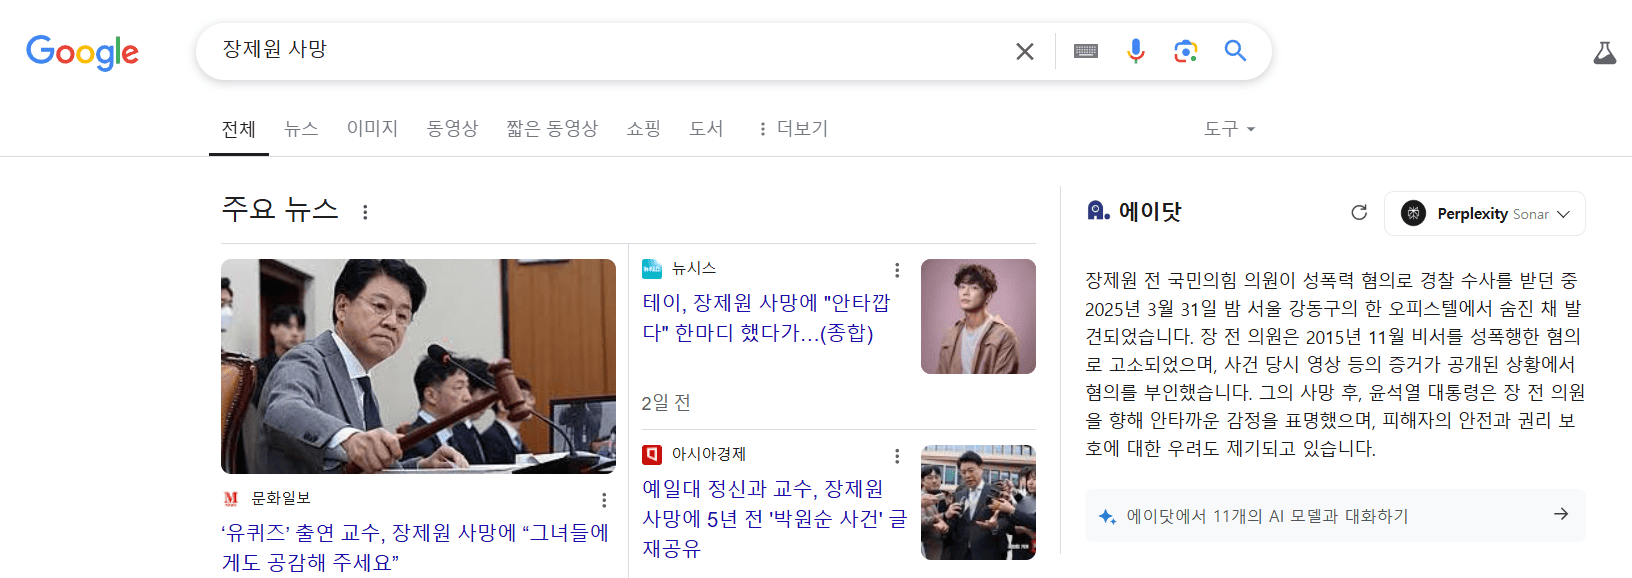 Google
장제원 사망
전체
뉴스
이미지
동영상
짧은 동영상
쇼핑
도서
더보기
도구
주요 뉴스
문화일보
‘유퀴즈’ 출연 교수, 장제원 사망에 “그녀들에
게도 공감해 주세요”
뉴시스
테이, 장제원 사망에 "안타깝
다" 한마디 했다가…(종합)
2일 전
아시아경제
예일대 정신과 교수, 장제원
사망에 5년 전 '박원순 사건' 글
재공유
에이닷
Perplexity Sonar
장제원 전 국민의힘 의원이 성폭력 혐의로 경찰 수사를 받던 중
2025년 3월 31일 밤 서울 강동구의 한 오피스텔에서 숨진 채 발
견되었습니다. 장 전 의원은 2015년 11월 비서를 성폭행한 혐의
로 고소되었으며, 사건 당시 영상 등의 증거가 공개된 상황에서
혐의를 부인했습니다. 그의 사망 후, 윤석열 대통령은 장 전 의원
을 향해 안타까운 감정을 표명했으며, 피해자의 안전과 권리 보
호에 대한 우려도 제기되고 있습니다.
에이닷에서 11개의 AI 모델과 대화하기